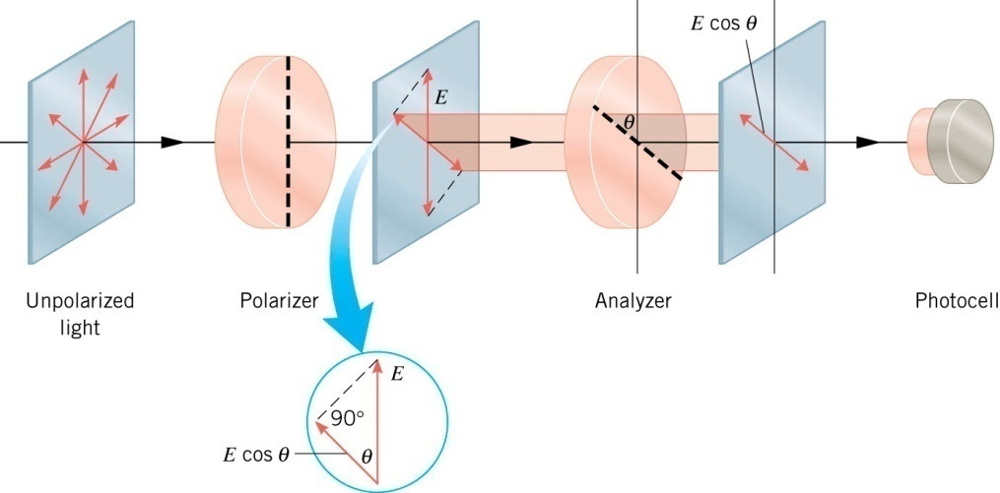 E cos θ
E
θ
Unpolarized
light
Polarizer
Analyzer
Photocell
E
90°
E cos θ
θ